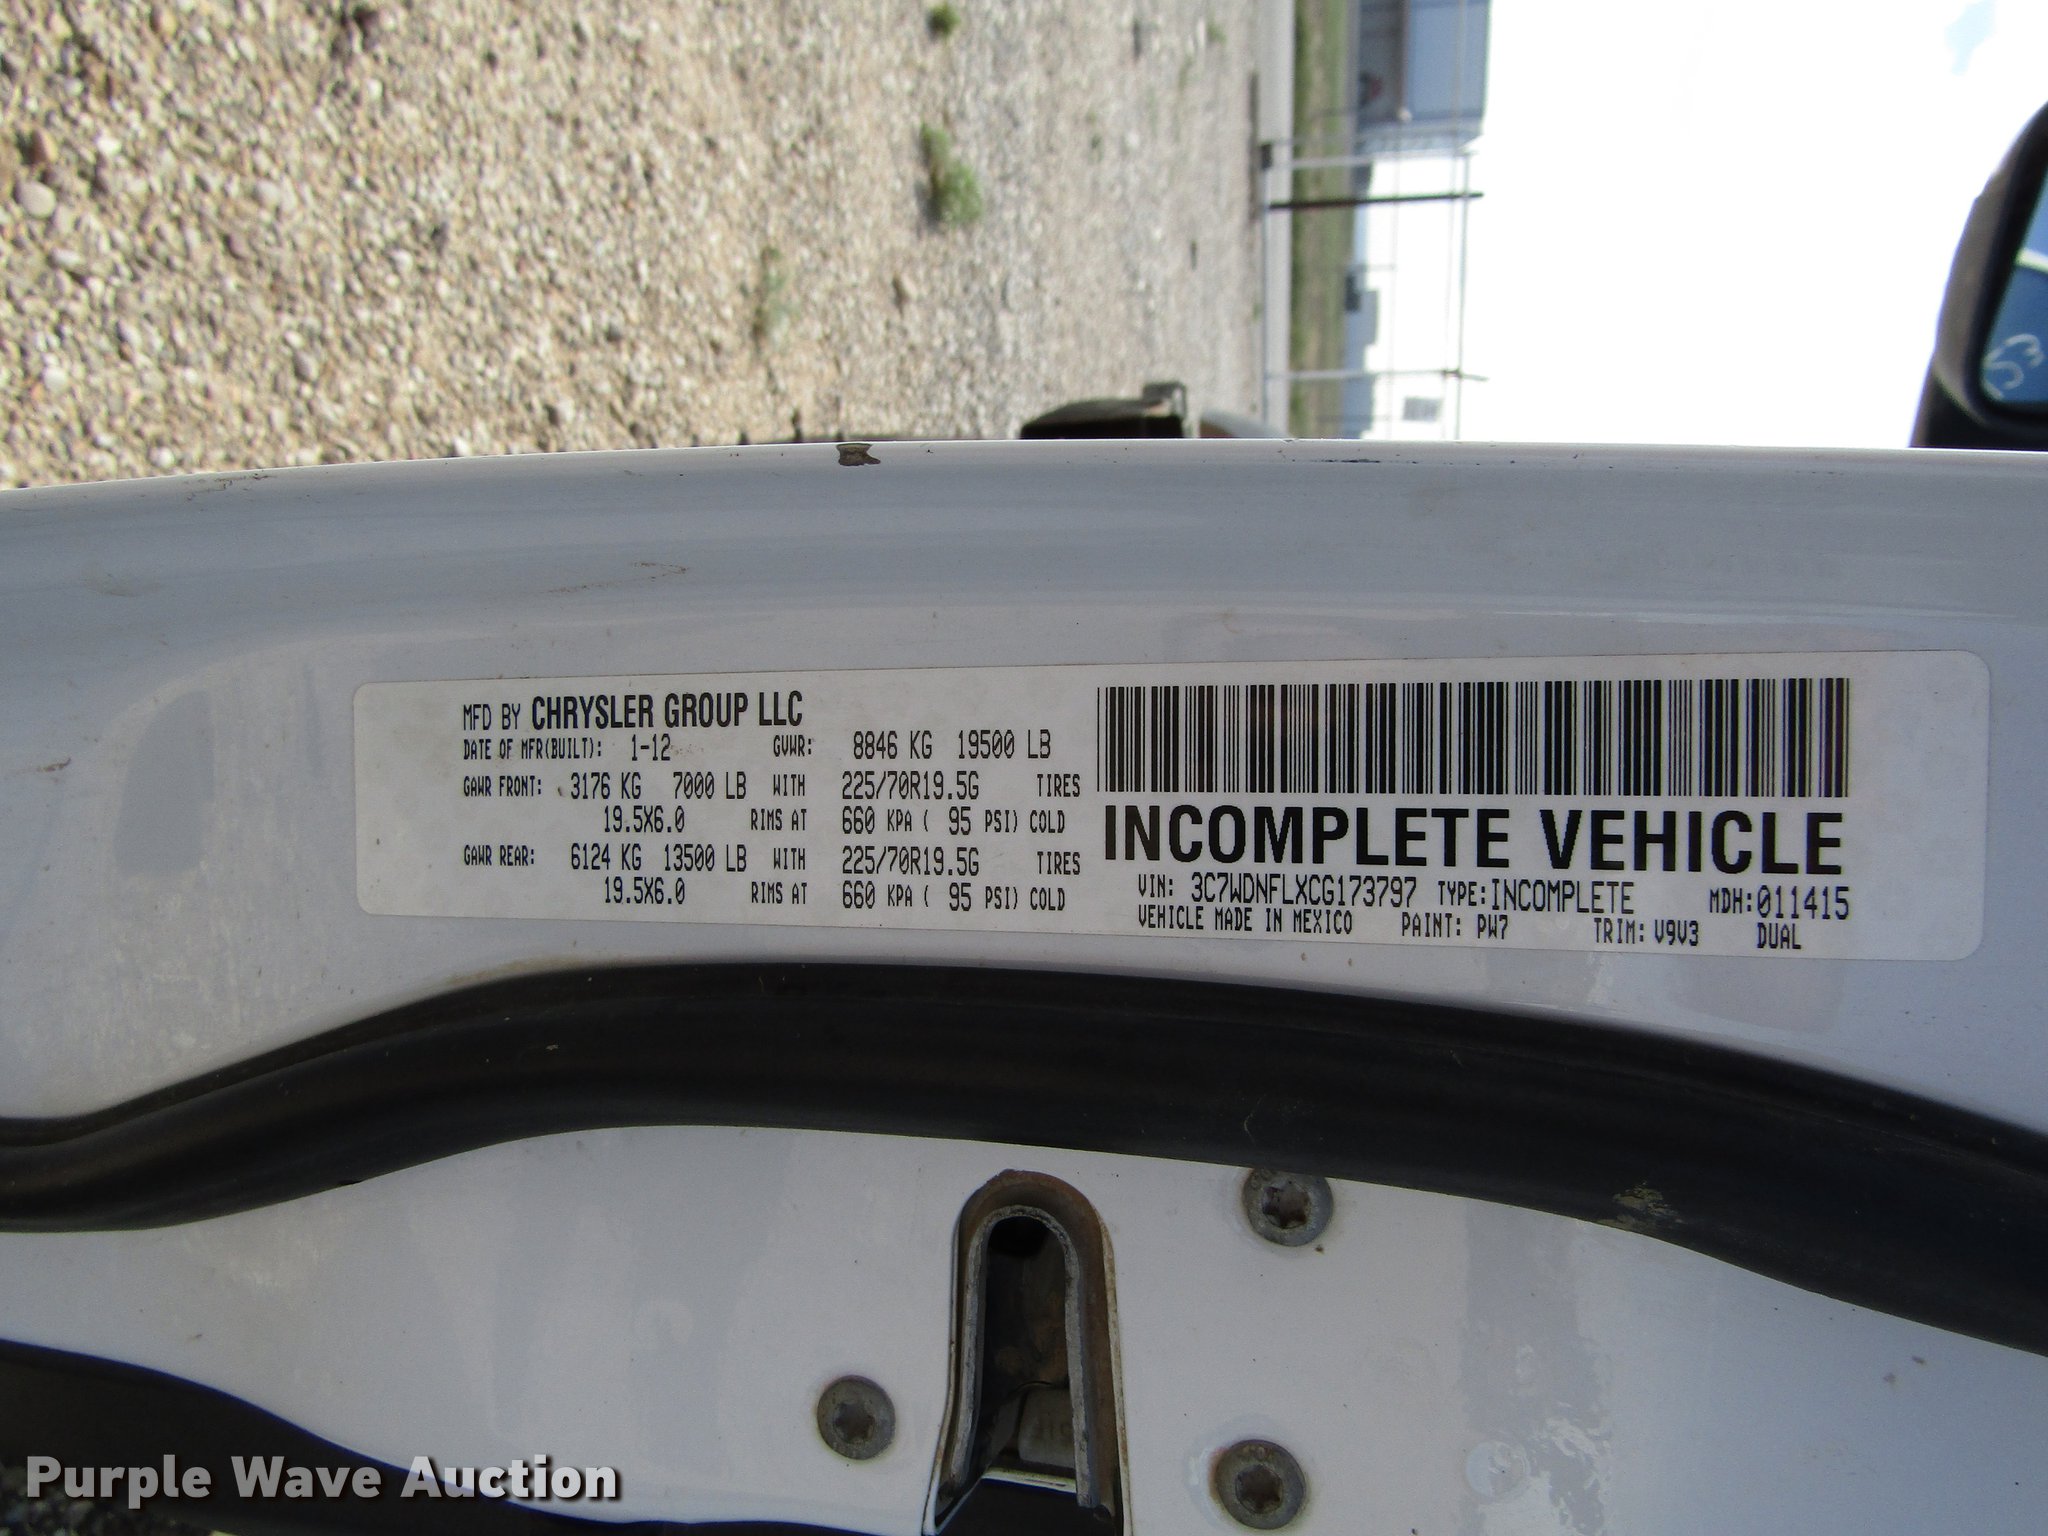 MFD BY CHRYSLER GROUP LLC
DATE OF MFR(BUILT): 1-12 GVWR: 8846 KG 19500 LB
GAWR FRONT: 3176 KG 7000 LB WITH 225/70R19.5G TIRES
19.5X6.0 RIMS AT 660 KPA ( 95 PSI) COLD
GAWR REAR: 6124 KG 13500 LB WITH 225/70R19.5G TIRES
19.5X6.0 RIMS AT 660 KPA ( 95 PSI) COLD
INCOMPLETE VEHICLE
VIN: 3C7WDNFLXCG173797 TYPE:INCOMPLETE MDH:011415
VEHICLE MADE IN MEXICO PAINT: PW7 TRIM: V9V3 DUAL
Purple Wave Auction